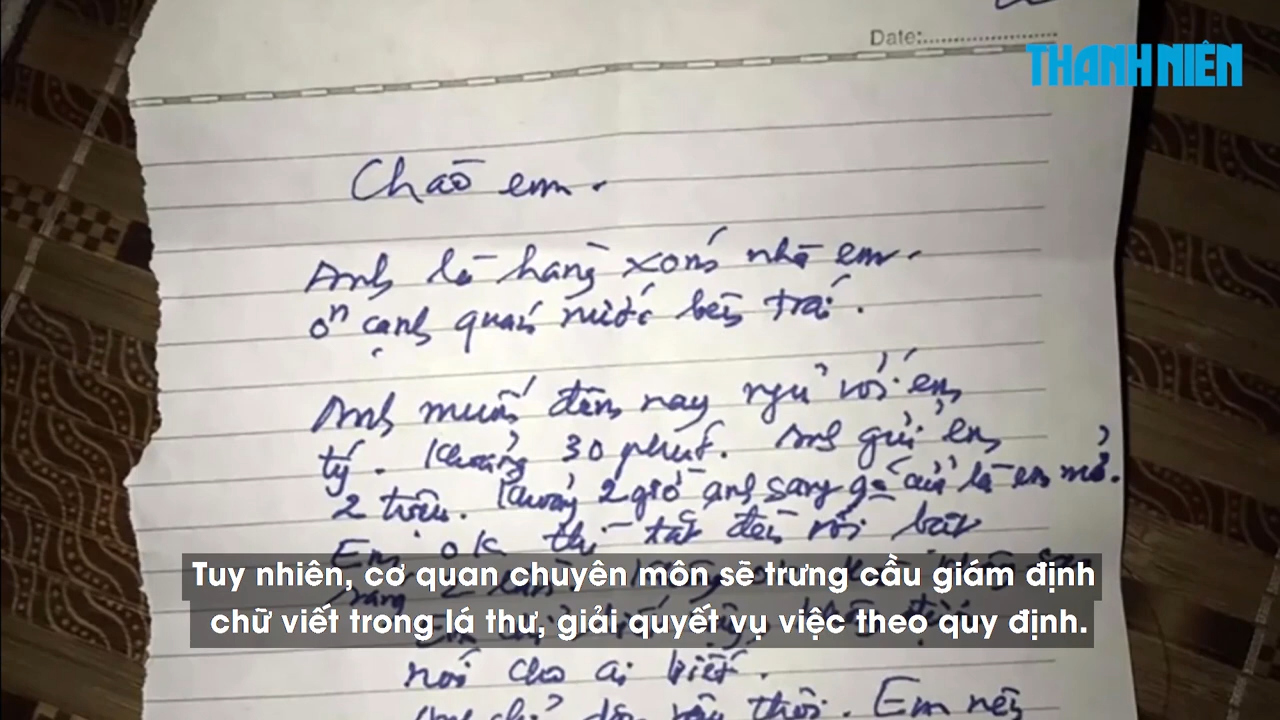 Date:
THANH NIÊN
Chào em.
Anh là hàng xóm nhà em.
ở cạnh quán nước bên trái.
Anh muốn đêm nay ngủ với em
tý. Khoảng 30 phút. Anh gửi em
2 triệu. Khoảng 2 giờ anh sang gõ cửa là em mở.
Em ok thì tắt đèn rồi bật
Tuy nhiên, cơ quan chuyên môn sẽ trưng cầu giám định
chữ viết trong lá thư, giải quyết vụ việc theo quy định.
nói cho ai biết.
thôi. Em nên